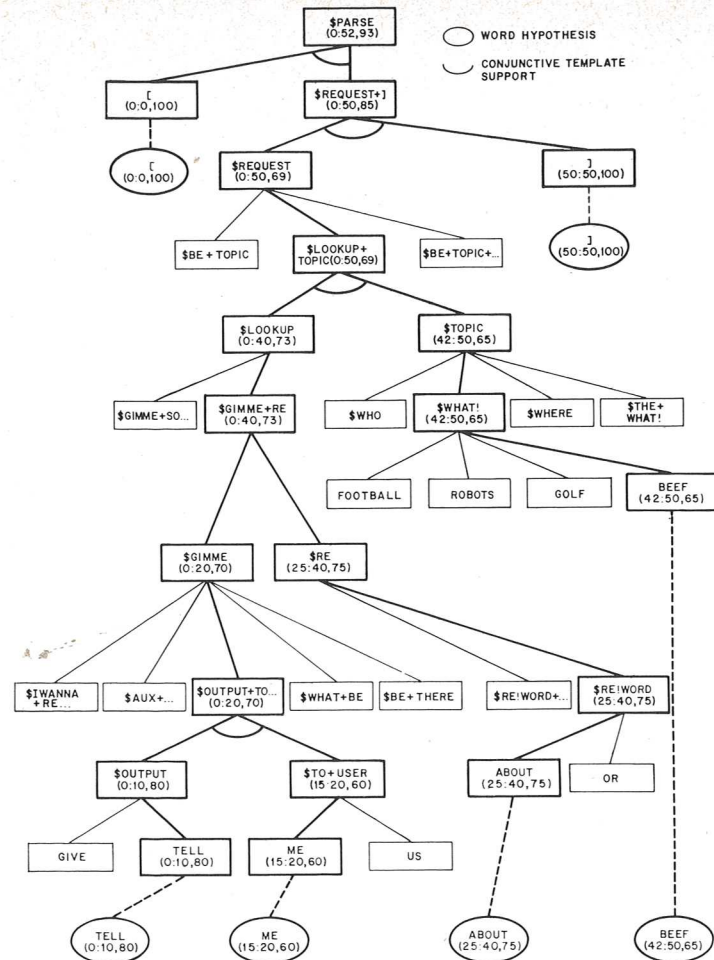 $PARSE
(0:52,93)
WORD HYPOTHESIS
CONJUNCTIVE TEMPLATE
SUPPORT
[
(0:0,100)
$REQUEST+]
(0:50,85)
[
(0:0,100)
$REQUEST
(0:50,69)
]
(50:50,100)
]
(50:50,100)
$BE+TOPIC
$LOOKUP+
TOPIC(0:50,69)
$BE+TOPIC+...
$LOOKUP
(0:40,73)
$TOPIC
(42:50,65)
$GIMME+SO...
$GIMME+RE
(0:40,73)
$WHO
$WHAT!
(42:50,65)
$WHERE
$THE+
WHAT!
FOOTBALL
ROBOTS
GOLF
BEEF
(42:50,65)
$GIMME
(0:20,70)
$RE
(25:40,75)
$IWANNA
+RE...
$AUX+...
$OUTPUT+TO...
(0:20,70)
$WHAT+BE
$BE+THERE
$RE!WORD+...
$RE!WORD
(25:40,75)
$OUTPUT
(0:10,80)
$TO+USER
(15:20,60)
ABOUT
(25:40,75)
OR
GIVE
TELL
(0:10,80)
ME
(15:20,60)
US
TELL
(0:10,80)
ME
(15:20,60)
ABOUT
(25:40,75)
BEEF
(42:50,65)